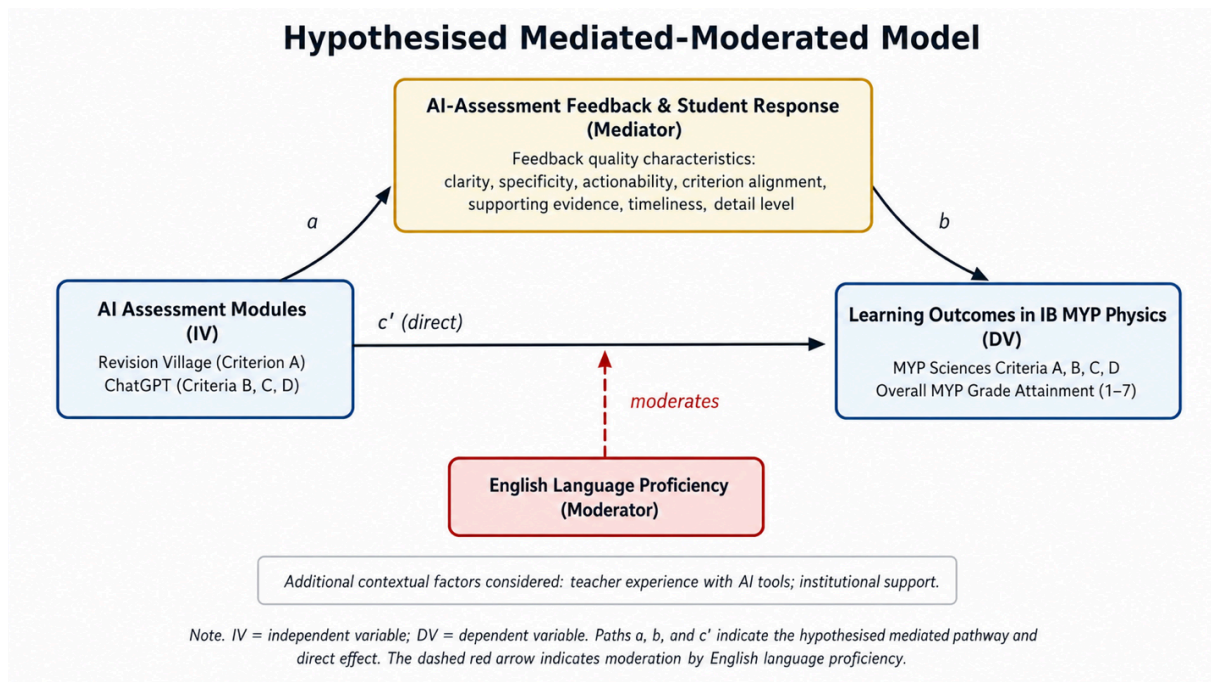 Hypothesised Mediated-Moderated Model
AI-Assessment Feedback & Student Response
(Mediator)
Feedback quality characteristics:
clarity, specificity, actionability, criterion alignment,
supporting evidence, timeliness, detail level
a
b
AI Assessment Modules
(IV)
Revision Village (Criterion A)
ChatGPT (Criteria B, C, D)
c′ (direct)
Learning Outcomes in IB MYP Physics
(DV)
MYP Sciences Criteria A, B, C, D
Overall MYP Grade Attainment (1–7)
moderates
English Language Proficiency
(Moderator)
Additional contextual factors considered: teacher experience with AI tools; institutional support.
Note. IV = independent variable; DV = dependent variable. Paths a, b, and c′ indicate the hypothesised mediated pathway and
direct effect. The dashed red arrow indicates moderation by English language proficiency.